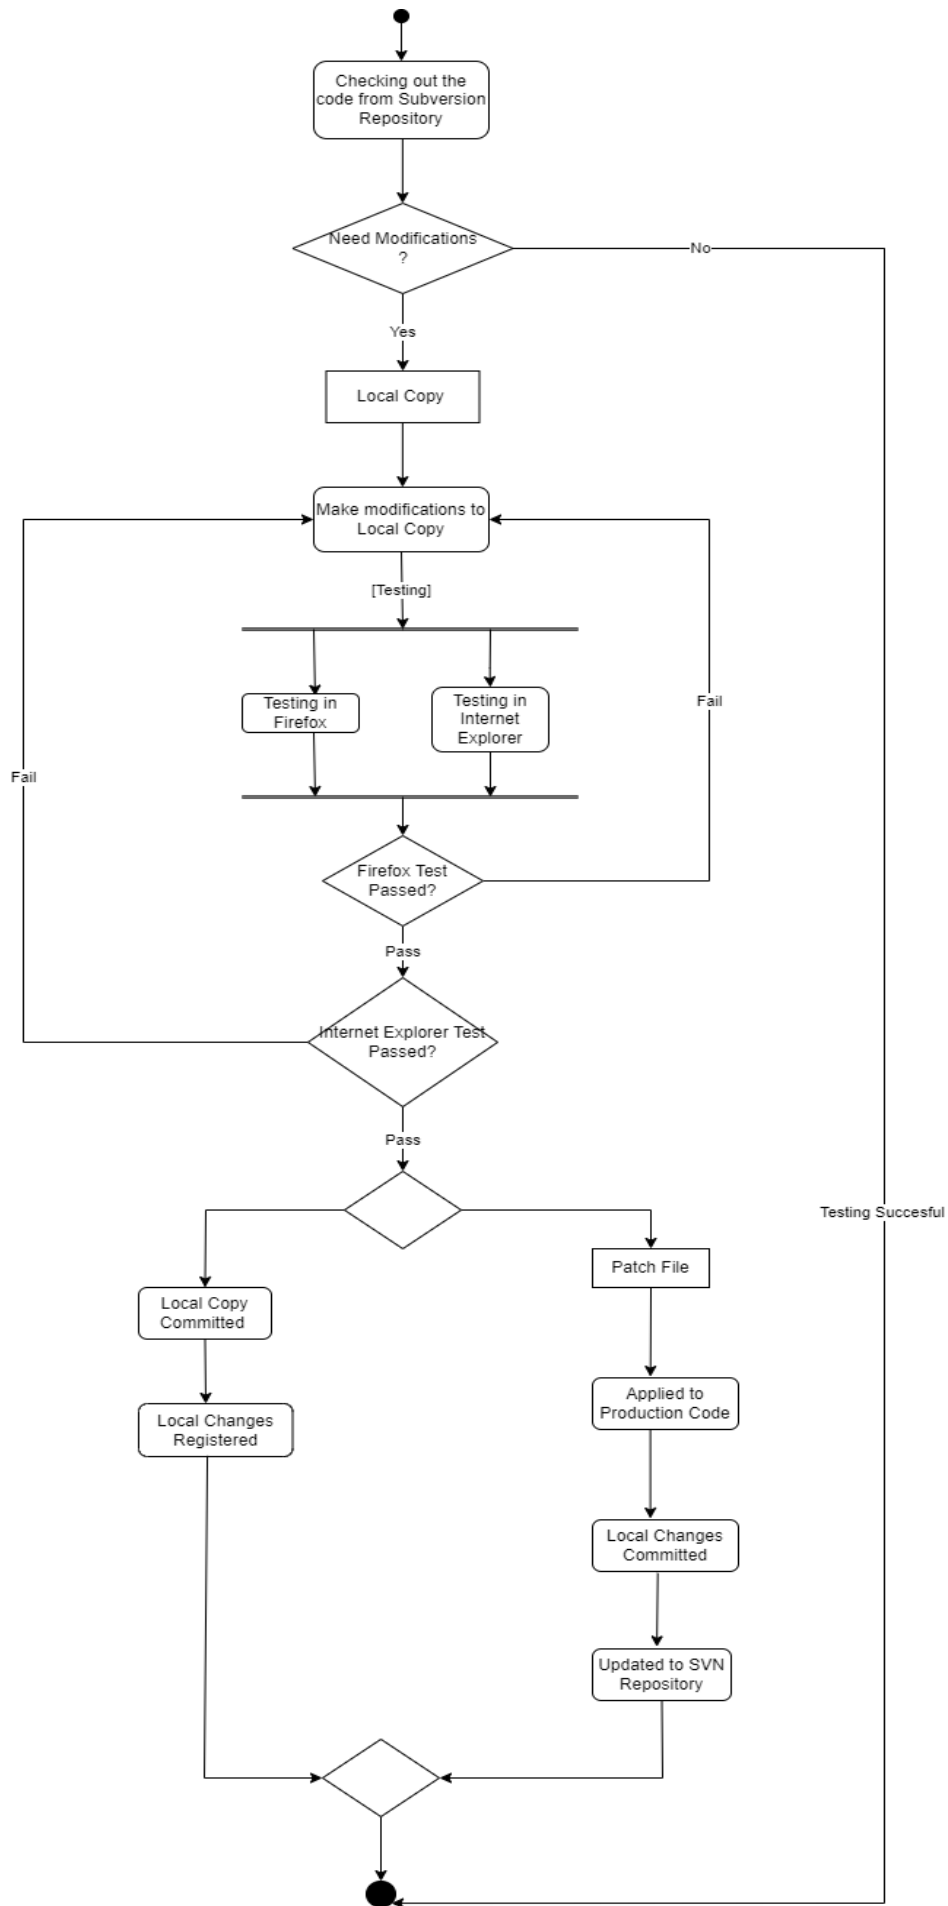 Checking out the
code from Subversion
Repository
Need Modifications
?
No
Yes
Local Copy
Make modifications to
Local Copy
[Testing]
Testing in
Firefox
Testing in
Internet
Explorer
Fail
Fail
Firefox Test
Passed?
Pass
Internet Explorer Test
Passed?
Pass
Testing Succesful
Patch File
Local Copy
Committed
Applied to
Production Code
Local Changes
Registered
Local Changes
Committed
Updated to SVN
Repository